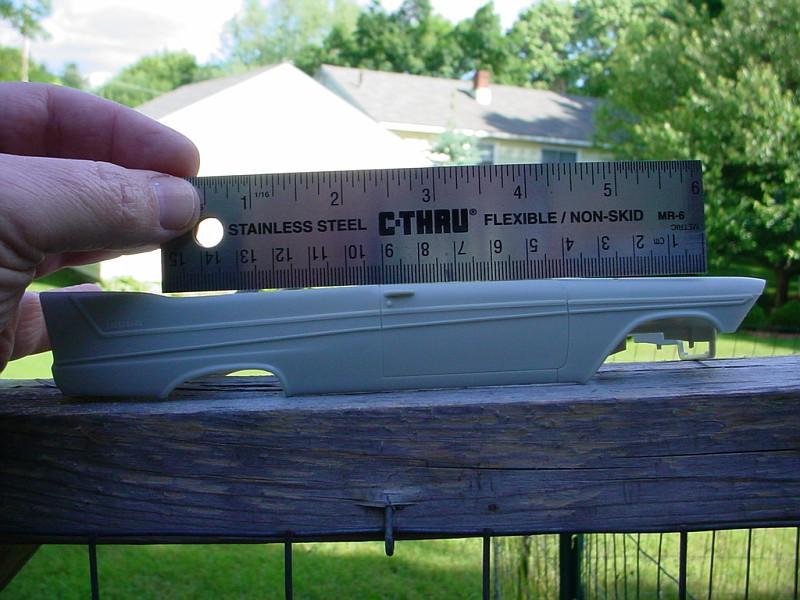 1 1/16 2 3 4 5 6
STAINLESS STEEL C-THRU® FLEXIBLE / NON-SKID MR-6
METRIC
15 14 13 12 11 10 9 8 7 6 5 4 3 2 1 CM